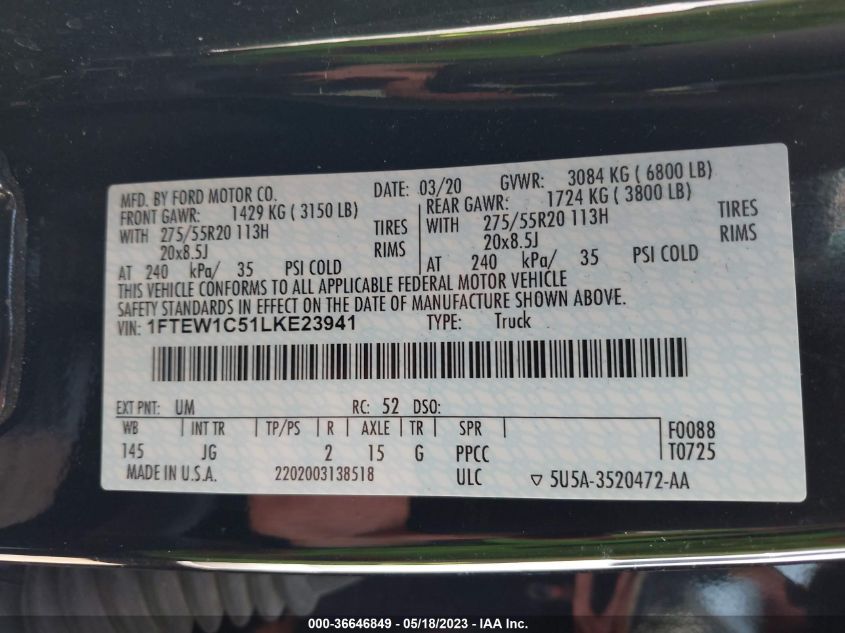 MFD. BY FORD MOTOR CO. DATE: 03/20 GVWR: 3084 KG ( 6800 LB)
FRONT GAWR: 1429 KG ( 3150 LB) REAR GAWR: 1724 KG ( 3800 LB)
WITH 275/55R20 113H TIRES WITH 275/55R20 113H TIRES
20x8.5J RIMS 20x8.5J RIMS
AT 240 kPa/ 35 PSI COLD AT 240 kPa/ 35 PSI COLD
THIS VEHICLE CONFORMS TO ALL APPLICABLE FEDERAL MOTOR VEHICLE
SAFETY STANDARDS IN EFFECT ON THE DATE OF MANUFACTURE SHOWN ABOVE.
VIN: 1FTEW1C51LKE23941 TYPE: Truck
EXT PNT: UM RC: 52 DSO:
WB INT TR TP/PS R AXLE TR SPR F0088
145 JG 2 15 G PPCC T0725
MADE IN U.S.A. 2202003138518 ULC ▽ 5U5A-3520472-AA
000-36646849 - 05/18/2023 - IAA Inc.